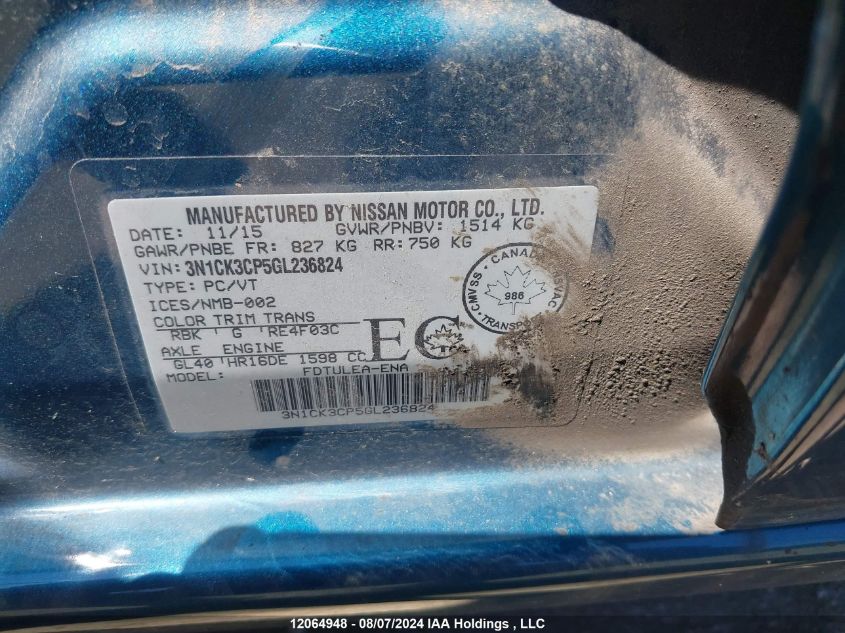 MANUFACTURED BY NISSAN MOTOR CO., LTD.
DATE: 11/15 GVWR/PNBV: 1514 KG
GAWR/PNBE FR: 827 KG RR: 750 KG
VIN: 3N1CK3CP5GL236824
TYPE: PC/VT
ICES/NMB-002
COLOR TRIM TRANS
RBK ' G 'RE4F03C
AXLE ENGINE
GL40 'HR16DE 1598 CC
MODEL: FDTULEA-ENA
EC
CMVSS - CANADA
986
3N1CK3CP5GL236824
12064948 - 08/07/2024 IAA Holdings , LLC